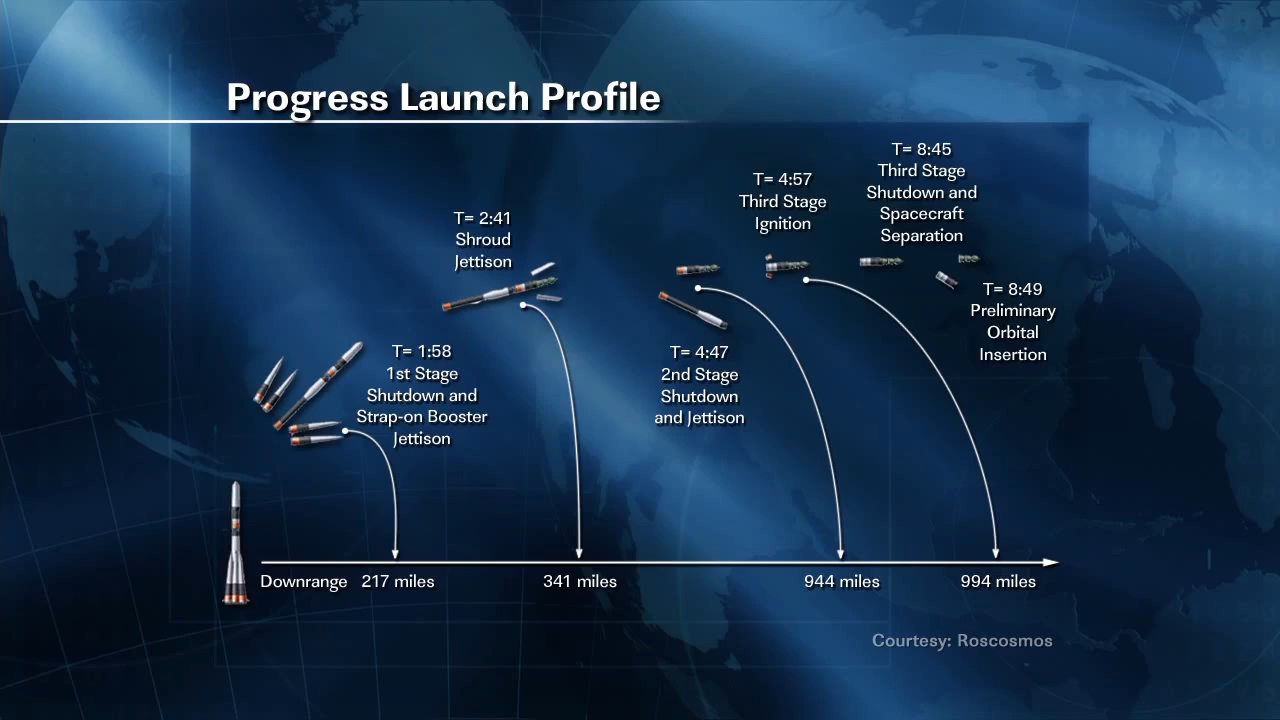 Progress Launch Profile
T= 1:58
1st Stage
Shutdown and
Strap-on Booster
Jettison
T= 2:41
Shroud
Jettison
T= 4:47
2nd Stage
Shutdown
and Jettison
T= 4:57
Third Stage
Ignition
T= 8:45
Third Stage
Shutdown and
Spacecraft
Separation
T= 8:49
Preliminary
Orbital
Insertion
Downrange 217 miles 341 miles 944 miles 994 miles
Courtesy: Roscosmos